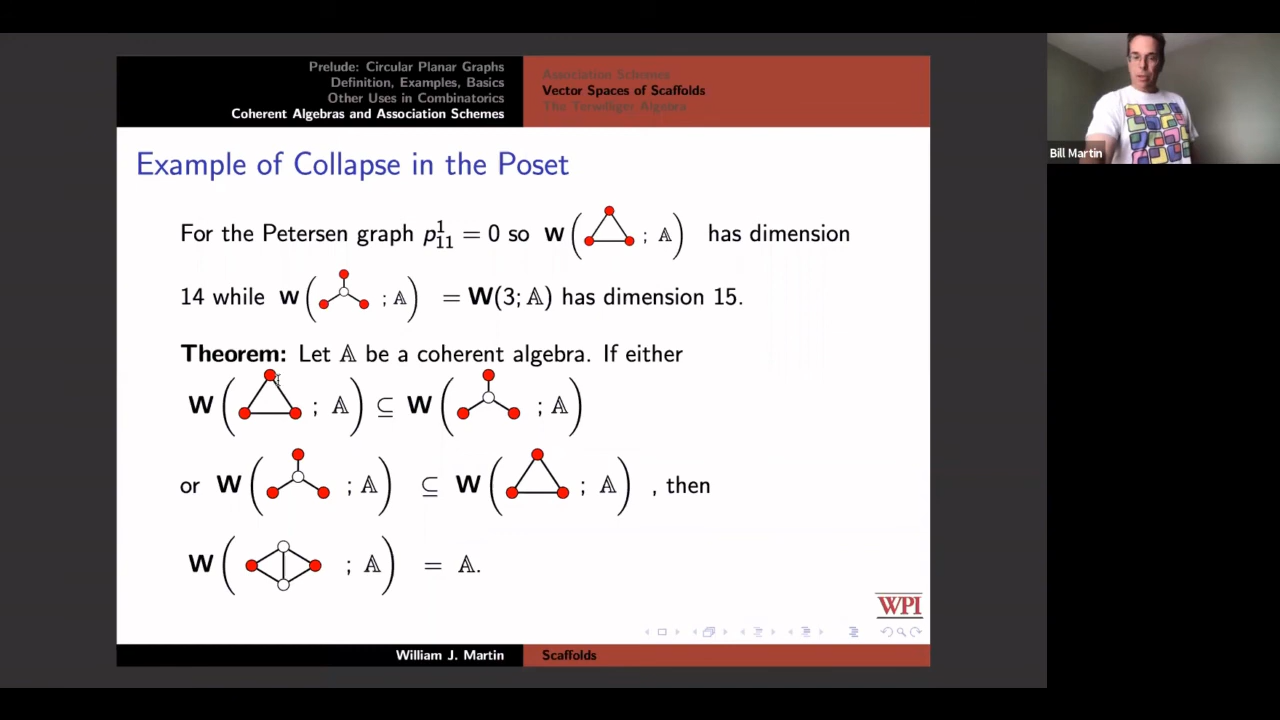 Prelude: Circular Planar Graphs
Definition, Examples, Basics
Other Uses in Combinatorics
Coherent Algebras and Association Schemes
Association Schemes
Vector Spaces of Scaffolds
The Terwilliger Algebra
Example of Collapse in the Poset
For the Petersen graph p¹₁₁ = 0 so W ( ; 𝔸 ) has dimension
14 while W ( ; 𝔸 ) = W(3; 𝔸) has dimension 15.
Theorem: Let 𝔸 be a coherent algebra. If either
W ( ; 𝔸 ) ⊆ W ( ; 𝔸 )
or W ( ; 𝔸 ) ⊆ W ( ; 𝔸 ) , then
W ( ; 𝔸 ) = 𝔸.
WPI
William J. Martin
Scaffolds
Bill Martin